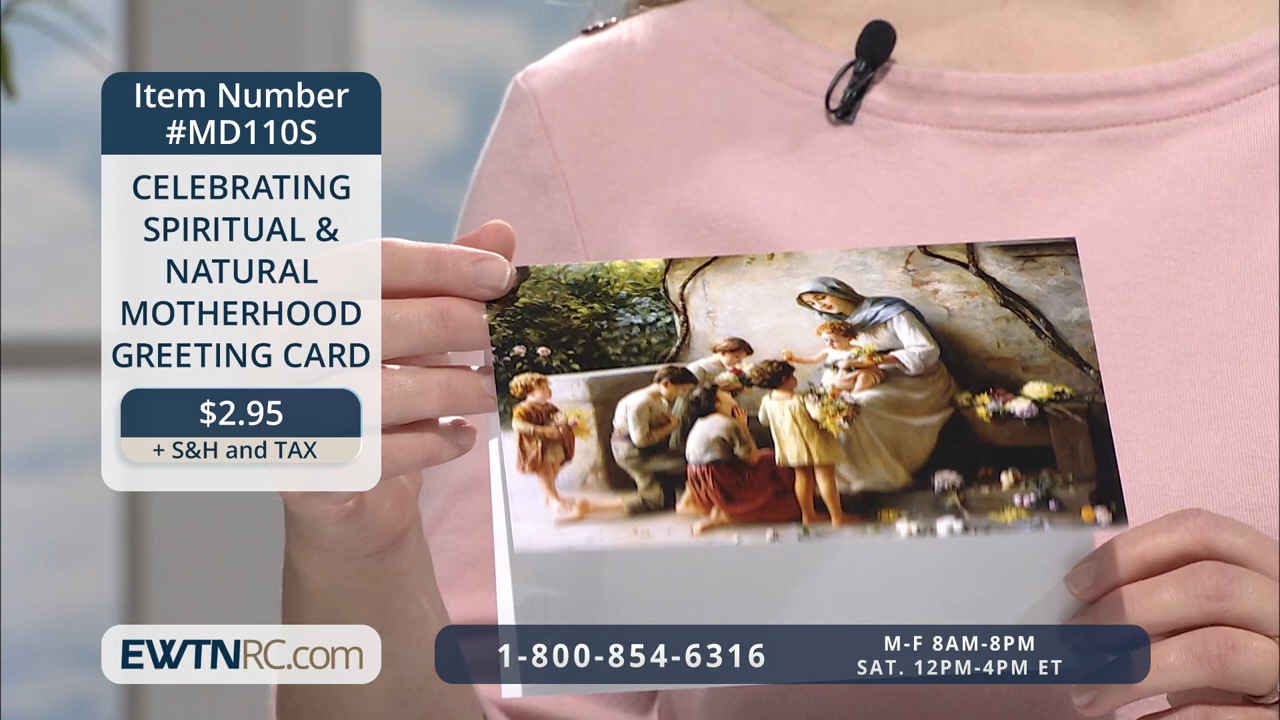 Item Number
#MD110S
CELEBRATING
SPIRITUAL &
NATURAL
MOTHERHOOD
GREETING CARD
$2.95
+ S&H and TAX
EWTNRC.com
1-800-854-6316
M-F 8AM-8PM
SAT. 12PM-4PM ET